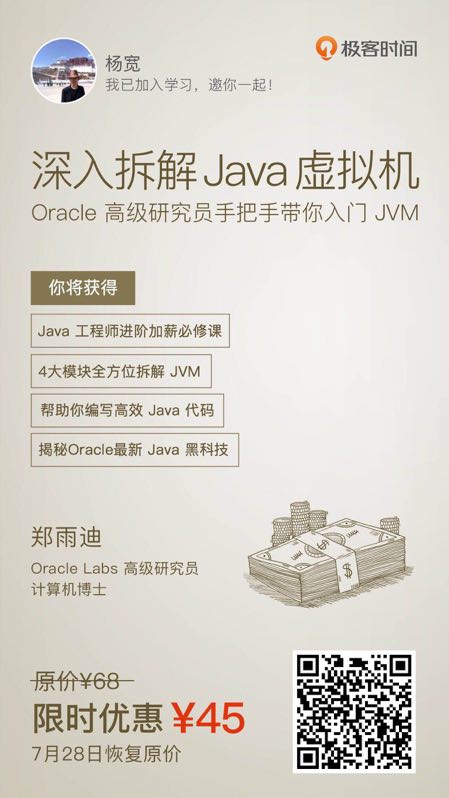 极客时间
杨宽
我已加入学习，邀你一起！
深入拆解 Java 虚拟机
Oracle 高级研究员手把手带你入门 JVM
你将获得
Java 工程师进阶加薪必修课
4大模块全方位拆解 JVM
帮助你编写高效 Java 代码
揭秘Oracle最新 Java 黑科技
郑雨迪
Oracle Labs 高级研究员
计算机博士
原价¥68
限时优惠 ¥45
7月28日恢复原价